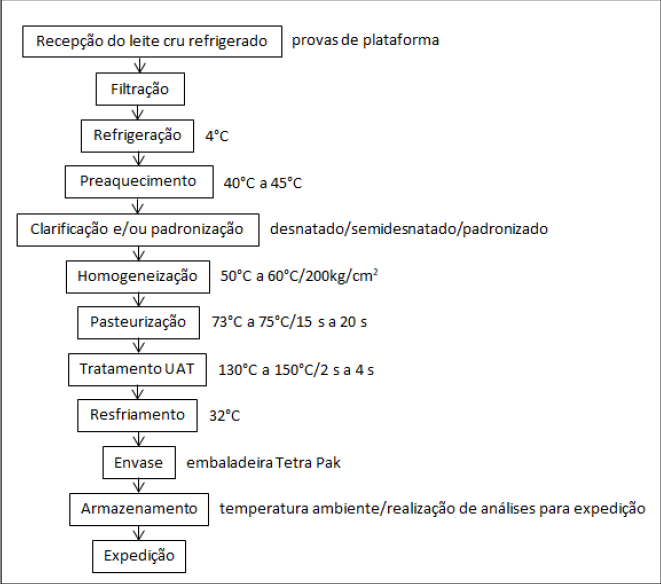 Recepção do leite cru refrigerado provas de plataforma
Filtração
Refrigeração 4°C
Preaquecimento 40°C a 45°C
Clarificação e/ou padronização desnatado/semidesnatado/padronizado
Homogeneização 50°C a 60°C/200kg/cm²
Pasteurização 73°C a 75°C/15 s a 20 s
Tratamento UAT 130°C a 150°C/2 s a 4 s
Resfriamento 32°C
Envase embaladeira Tetra Pak
Armazenamento temperatura ambiente/realização de análises para expedição
Expedição